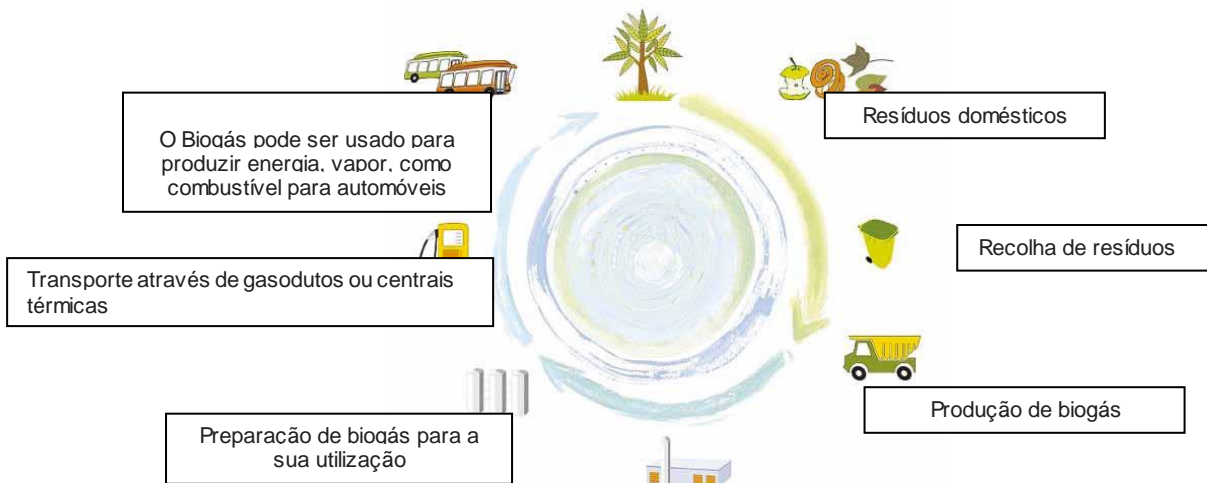 Resíduos domésticos
O Biogás pode ser usado para
produzir energia, vapor, como
combustível para automóveis
Recolha de resíduos
Transporte através de gasodutos ou centrais
térmicas
Produção de biogás
Preparação de biogás para a
sua utilização